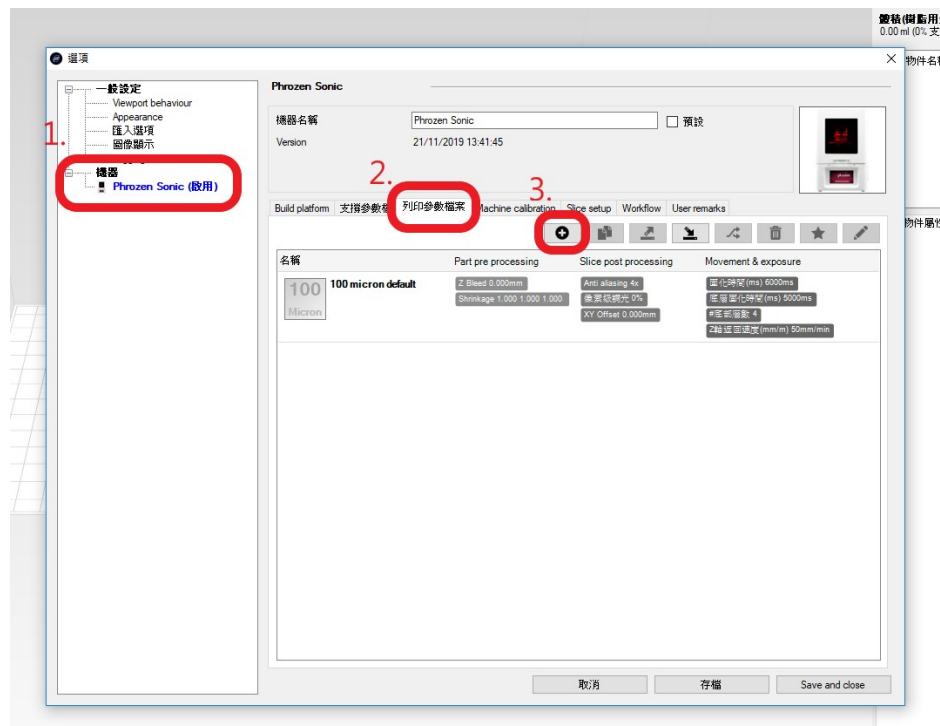 體積(樹脂用
0.00 ml (0% 支
物件名稱
物件屬性
選項
一般設定
Viewport behaviour
Appearance
匯入選項
圖像顯示
機器
Phrozen Sonic (啟用)
1.
Phrozen Sonic
機器名稱
Phrozen Sonic
預設
Version
21/11/2019 13:41:45
2.
3.
Build platform
支撐參數檔
列印參數檔案
Machine calibration
Slice setup
Workflow
User remarks
名稱
Part pre processing
Slice post processing
Movement & exposure
100
Micron
100 micron default
Z Bleed 0.000mm
Shrinkage 1.000 1.000 1.000
Anti aliasing 4x
像素級調光 0%
XY Offset 0.000mm
固化時間(ms) 6000ms
底層固化時間(ms) 5000ms
#底部層數 4
Z軸返回速度(mm/m) 50mm/min
取消
存檔
Save and close